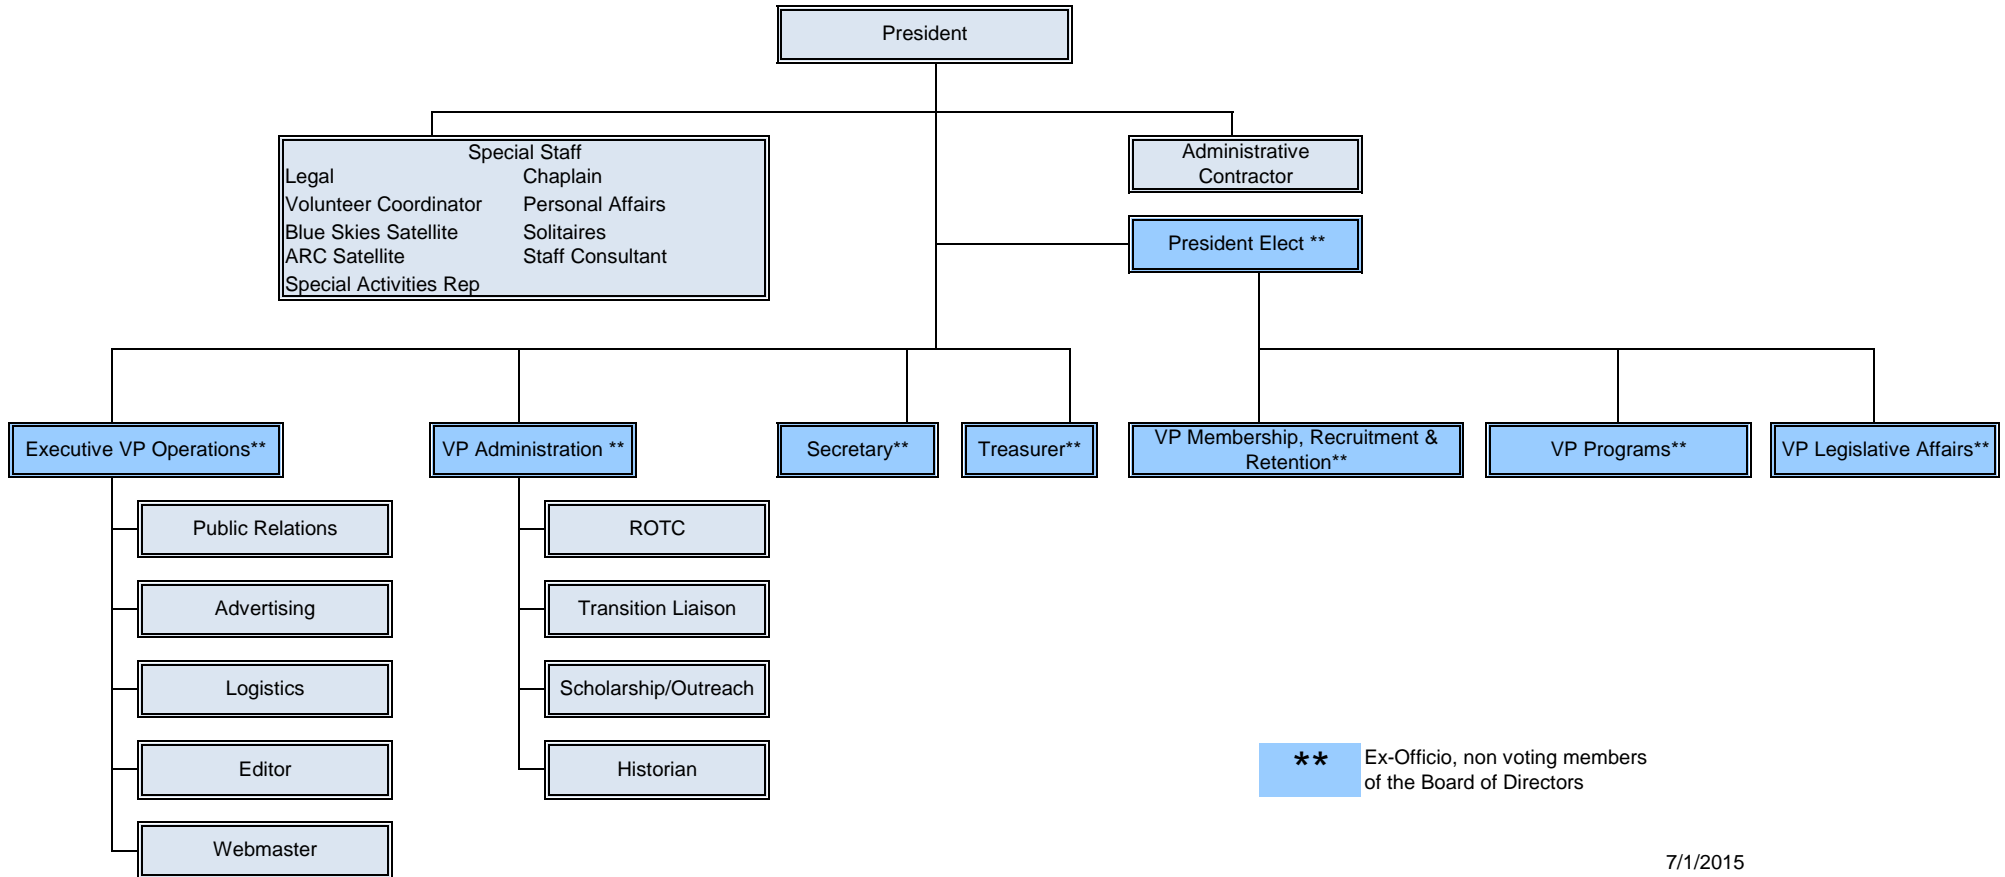 President
Special Staff
Legal
Chaplain
Volunteer Coordinator
Personal Affairs
Blue Skies Satellite
Solitaires
ARC Satellite
Staff Consultant
Special Activities Rep
Administrative
Contractor
President Elect **
Executive VP Operations**
VP Administration **
Secretary**
Treasurer**
VP Membership, Recruitment &
Retention**
VP Programs**
VP Legislative Affairs**
Public Relations
ROTC
Advertising
Transition Liaison
Logistics
Scholarship/Outreach
Editor
Historian
Webmaster
**
Ex-Officio, non voting members
of the Board of Directors
7/1/2015